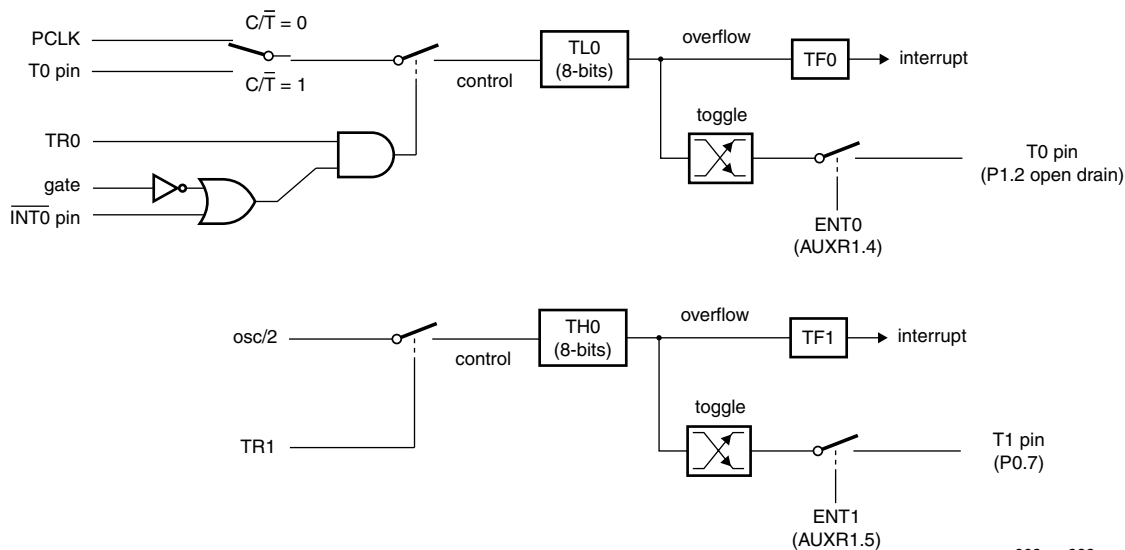 C/T̅ = 0
PCLK
T0 pin
C/T̅ = 1
control
TL0
(8-bits)
overflow
TF0
interrupt
toggle
T0 pin
(P1.2 open drain)
TR0
gate
I̅N̅T̅0̅ pin
ENT0
(AUXR1.4)
osc/2
control
TH0
(8-bits)
overflow
TF1
interrupt
toggle
T1 pin
(P0.7)
TR1
ENT1
(AUXR1.5)